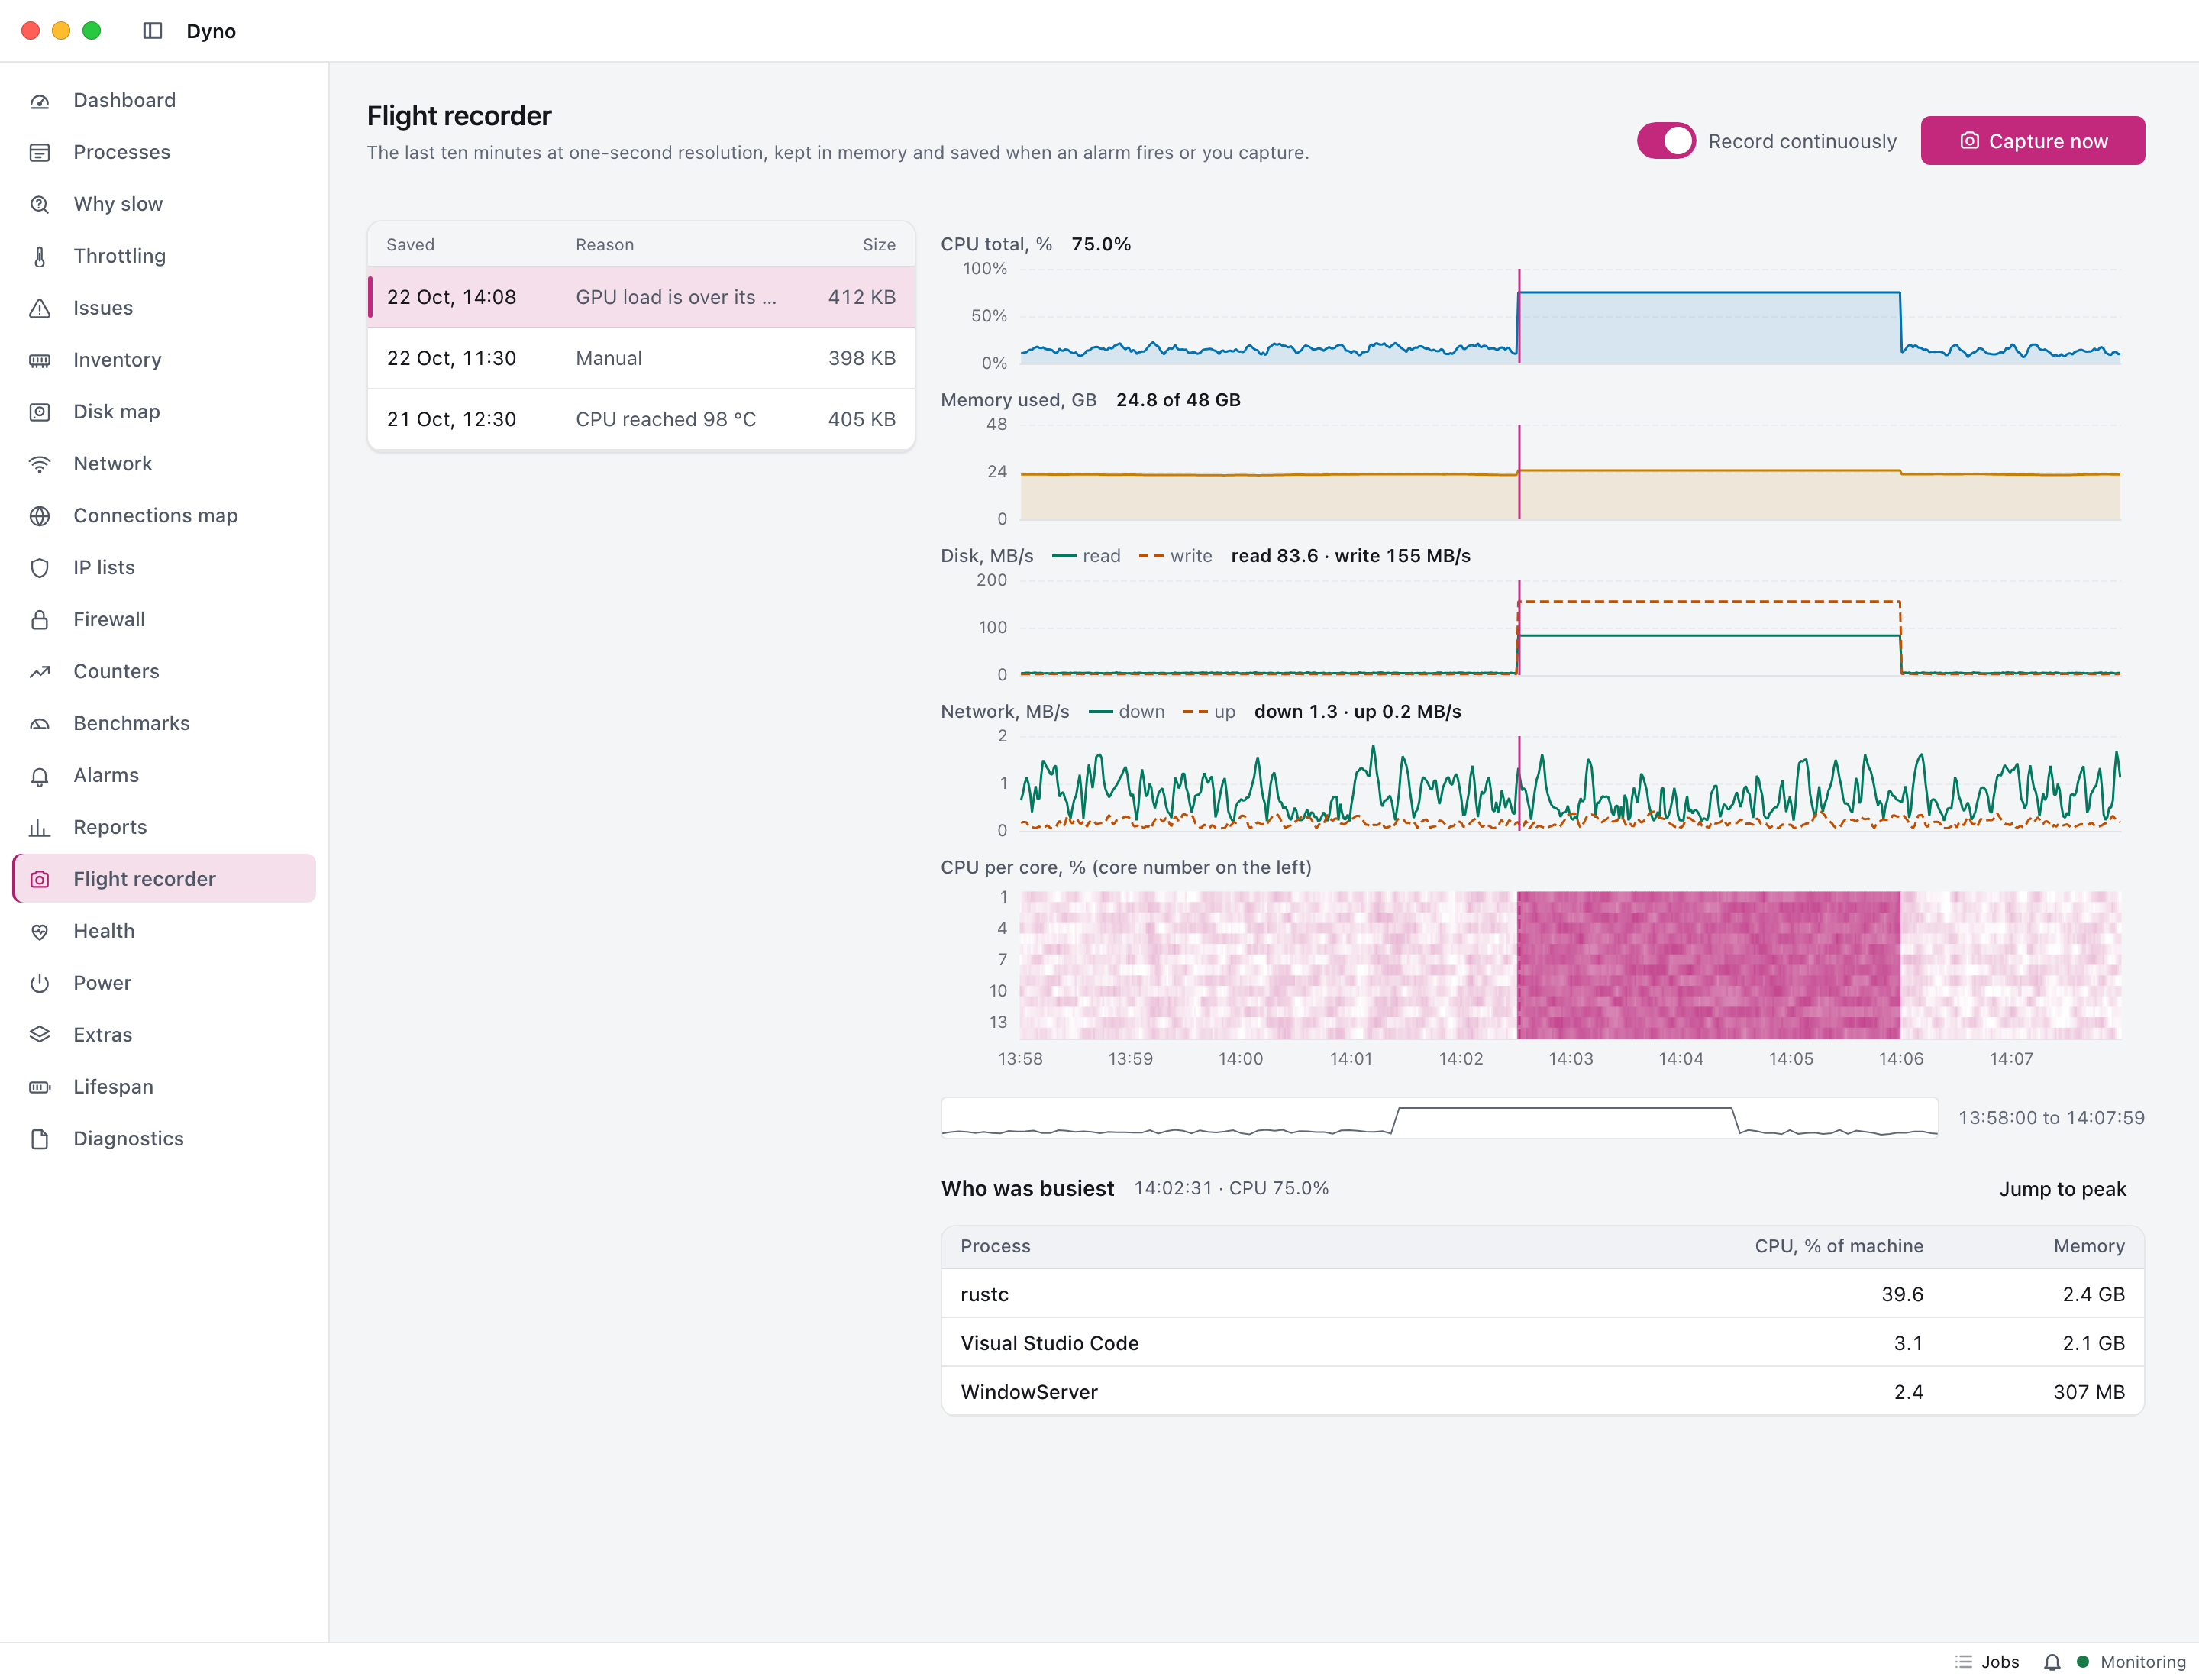 Dyno
Dashboard
Processes
Why slow
Throttling
Issues
Inventory
Disk map
Network
Connections map
IP lists
Firewall
Counters
Benchmarks
Alarms
Reports
Flight recorder
Health
Power
Extras
Lifespan
Diagnostics
Flight recorder
The last ten minutes at one-second resolution, kept in memory and saved when an alarm fires or you capture.
Record continuously
Capture now
Saved Reason Size
22 Oct, 14:08 GPU load is over its ... 412 KB
22 Oct, 11:30 Manual 398 KB
21 Oct, 12:30 CPU reached 98 °C 405 KB
CPU total, % 75.0%
100%
50%
0%
Memory used, GB 24.8 of 48 GB
48
24
0
Disk, MB/s read write read 83.6 · write 155 MB/s
200
100
0
Network, MB/s down up down 1.3 · up 0.2 MB/s
2
1
0
CPU per core, % (core number on the left)
1
4
7
10
13
13:58 13:59 14:00 14:01 14:02 14:03 14:04 14:05 14:06 14:07
13:58:00 to 14:07:59
Who was busiest 14:02:31 · CPU 75.0% Jump to peak
Process CPU, % of machine Memory
rustc 39.6 2.4 GB
Visual Studio Code 3.1 2.1 GB
WindowServer 2.4 307 MB
Jobs Monitoring